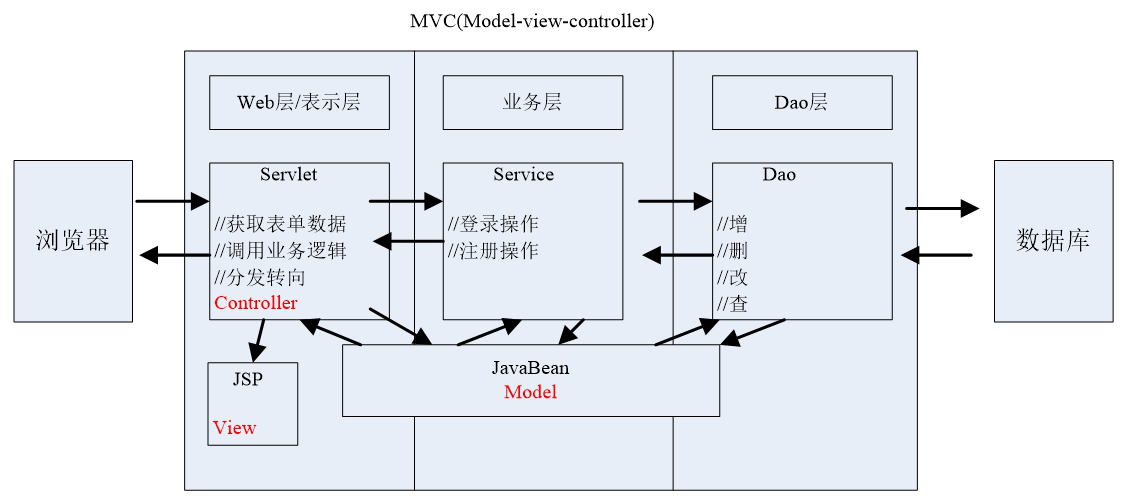 MVC(Model-view-controller)
Web层/表示层
业务层
Dao层
浏览器
Servlet
//获取表单数据
//调用业务逻辑
//分发转向
Controller
Service
//登录操作
//注册操作
Dao
//增
//删
//改
//查
数据库
JSP
View
JavaBean
Model